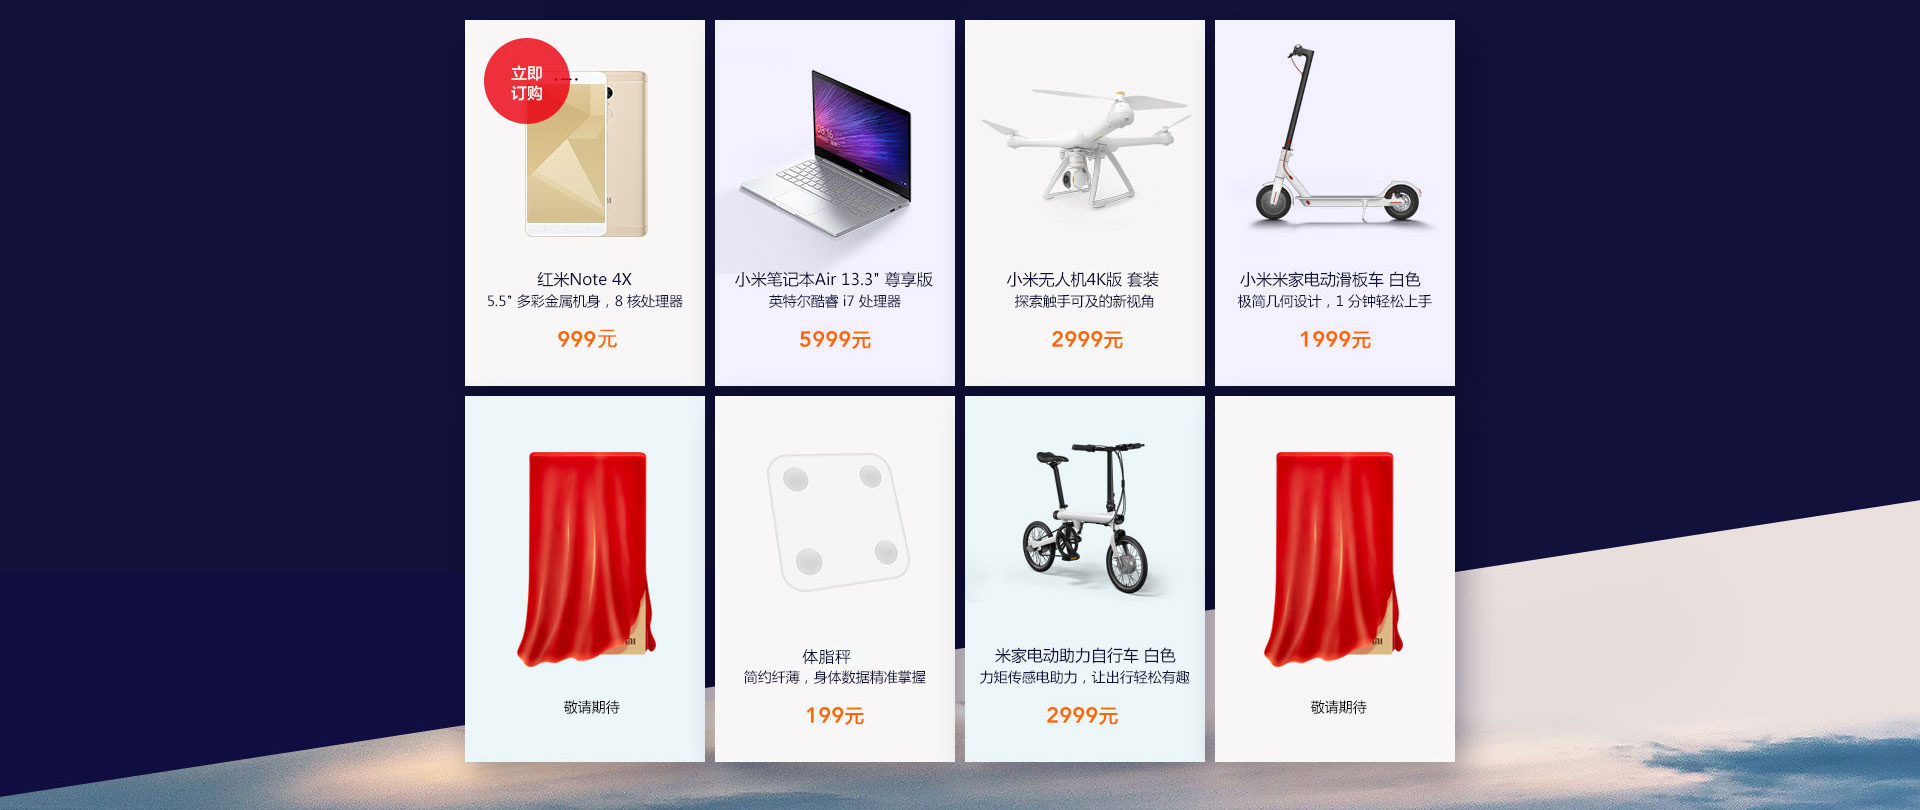 立即
订购
红米Note 4X
5.5" 多彩金属机身，8 核处理器
999元
小米笔记本Air 13.3" 尊享版
英特尔酷睿 i7 处理器
5999元
小米无人机4K版 套装
探索触手可及的新视角
2999元
小米米家电动滑板车 白色
极简几何设计，1 分钟轻松上手
1999元
敬请期待
体脂秤
简约纤薄，身体数据精准掌握
199元
米家电动助力自行车 白色
力矩传感电助力，让出行轻松有趣
2999元
敬请期待